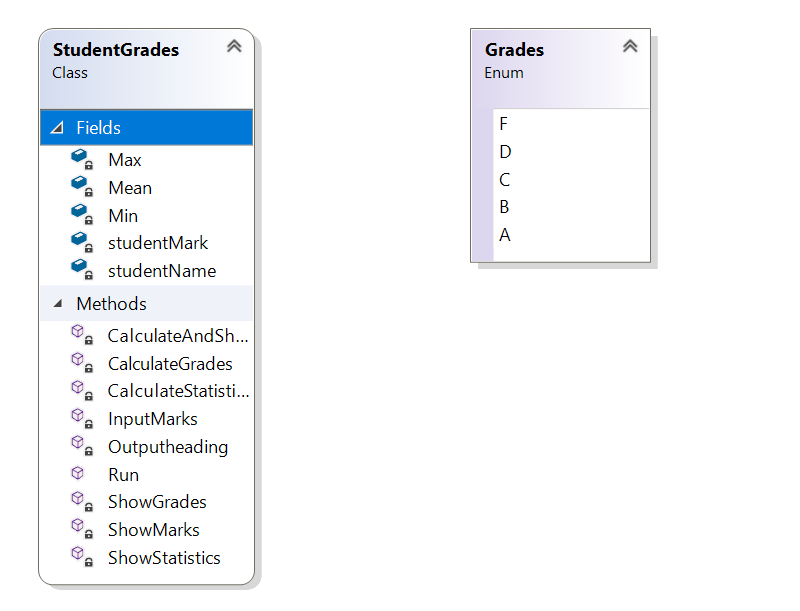 StudentGrades
Class
Fields
Max
Mean
Min
studentMark
studentName
Methods
CalculateAndSh...
CalculateGrades
CalculateStatisti...
InputMarks
Outputheading
Run
ShowGrades
ShowMarks
ShowStatistics
Grades
Enum
F
D
C
B
A